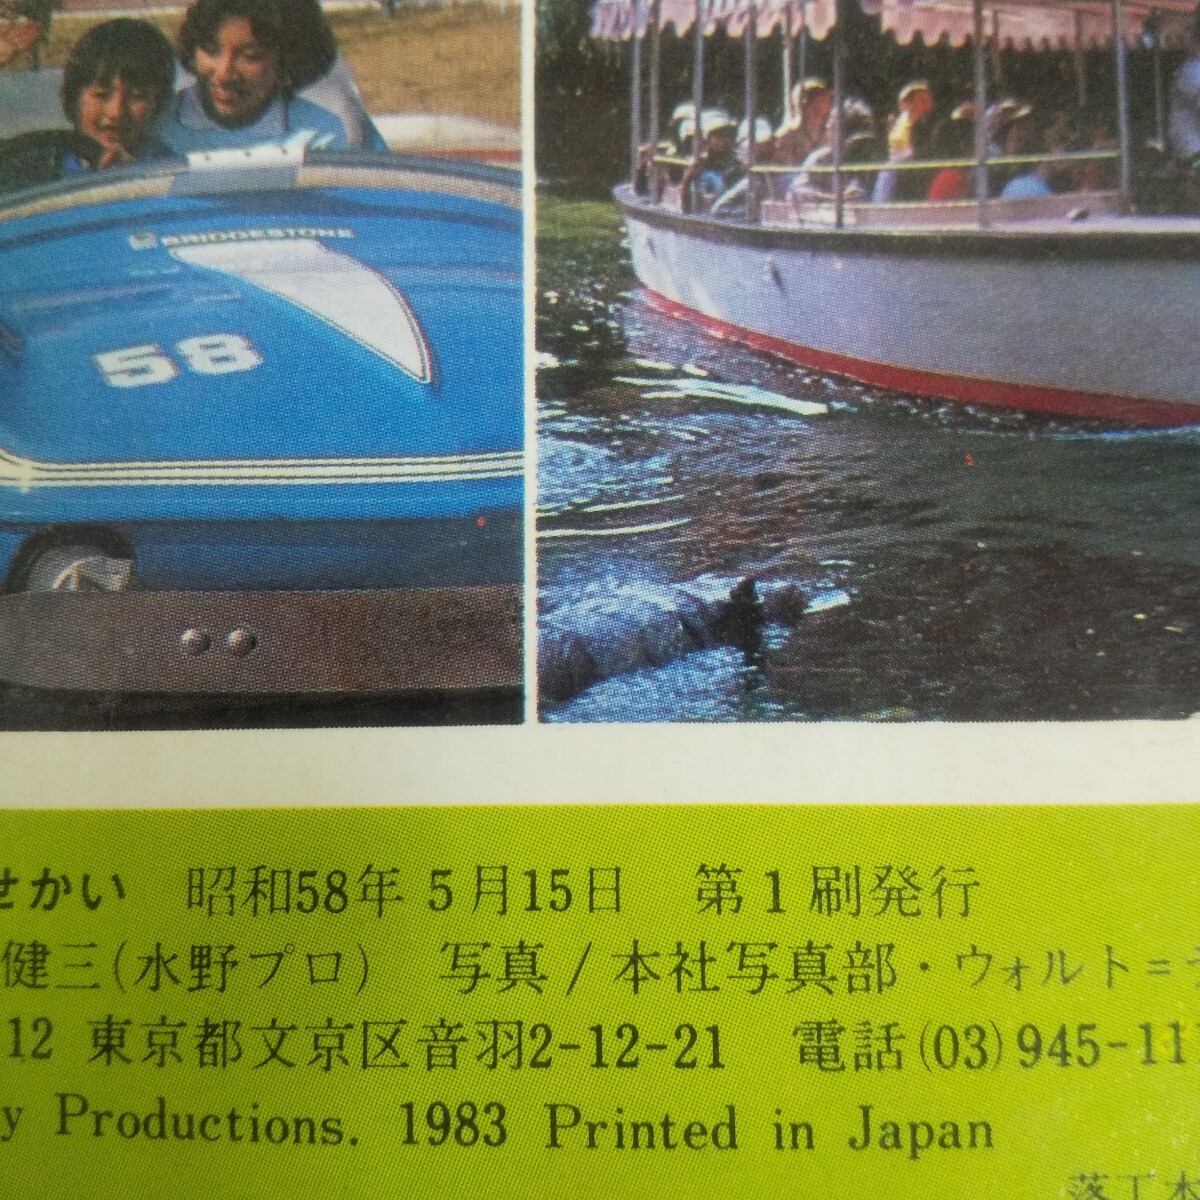 BRIDGESTONE
58
せかい 昭和58年5月15日 第1刷発行
健三(水野プロ) 写真/本社写真部・ウォルト=
12 東京都文京区音羽2-12-21 電話(03)945-11
y Productions. 1983 Printed in Japan
落丁本